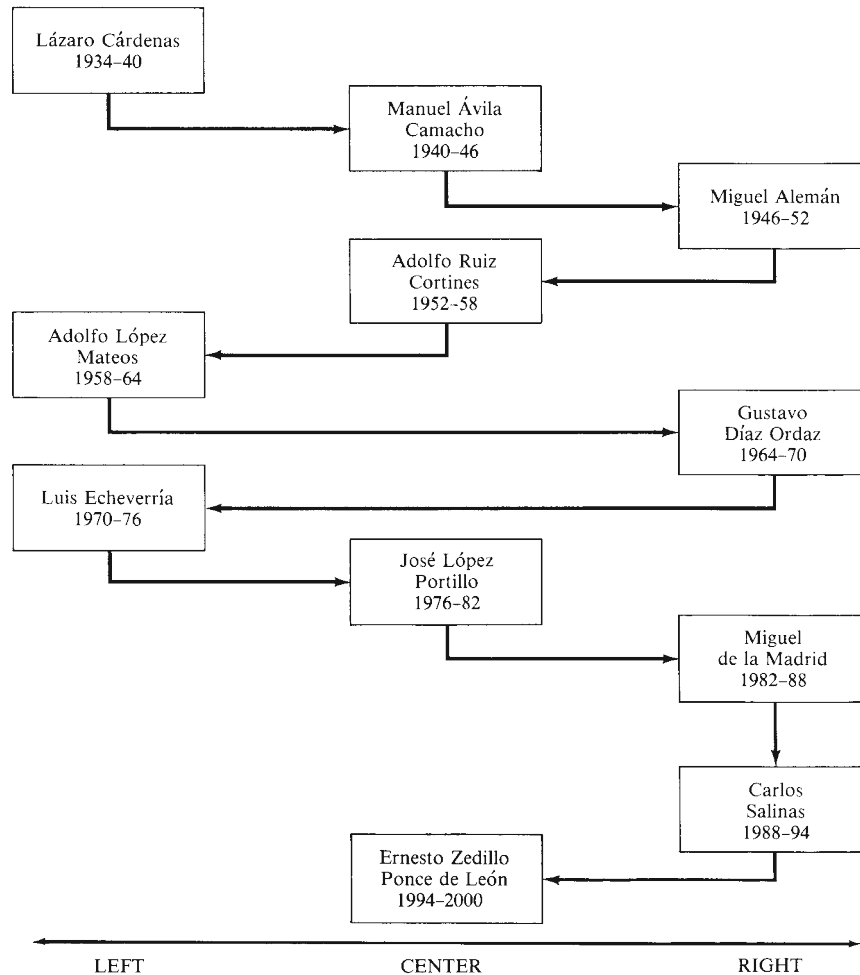 Lázaro Cárdenas
1934–40
Manuel Ávila
Camacho
1940–46
Miguel Alemán
1946–52
Adolfo Ruiz
Cortines
1952–58
Adolfo López
Mateos
1958–64
Gustavo
Díaz Ordaz
1964–70
Luis Echeverría
1970–76
José López
Portillo
1976–82
Miguel
de la Madrid
1982–88
Carlos
Salinas
1988–94
Ernesto Zedillo
Ponce de León
1994–2000
LEFT CENTER RIGHT